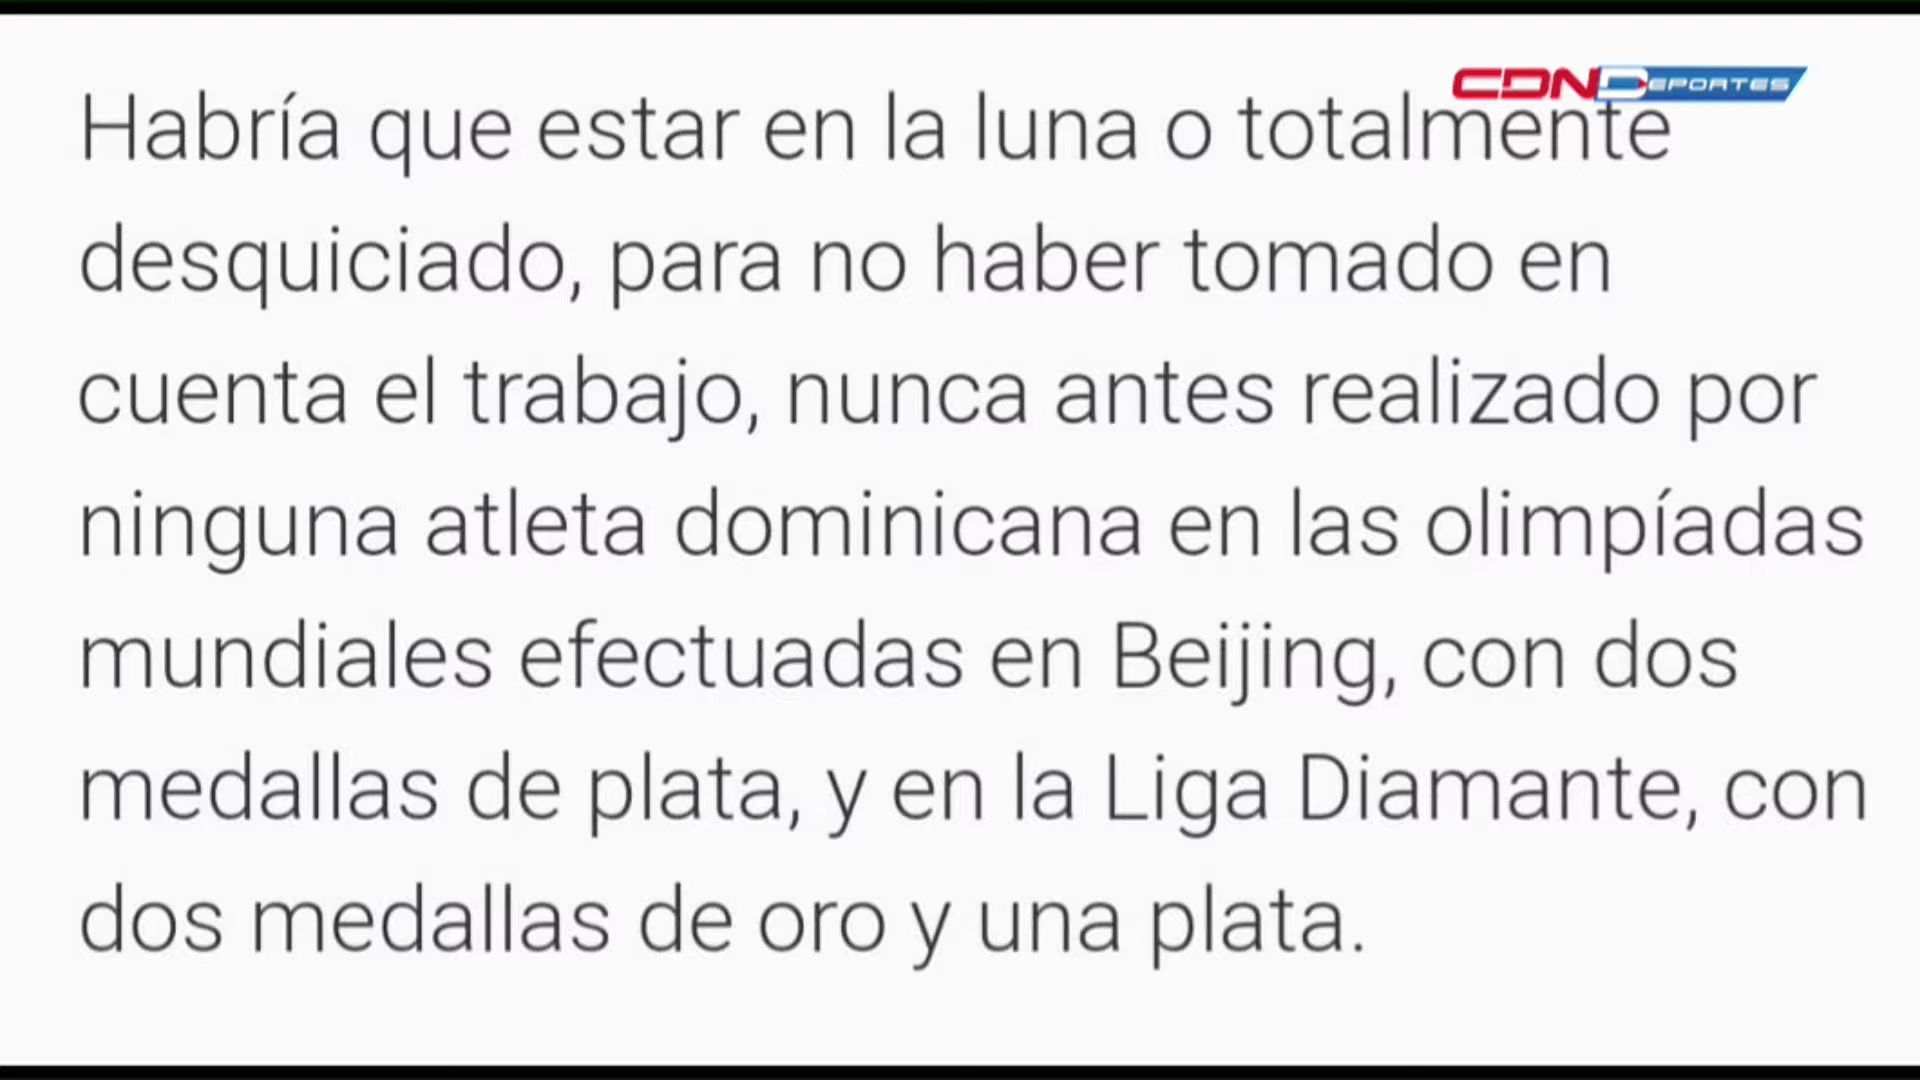 CDN DEPORTES
Habría que estar en la luna o totalmente
desquiciado, para no haber tomado en
cuenta el trabajo, nunca antes realizado por
ninguna atleta dominicana en las olimpíadas
mundiales efectuadas en Beijing, con dos
medallas de plata, y en la Liga Diamante, con
dos medallas de oro y una plata.